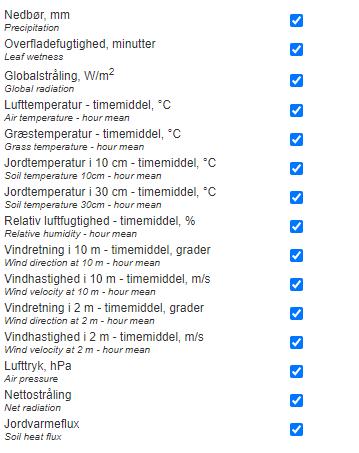 Nedbør, mm
Precipitation
Overfladefugtighed, minutter
Leaf wetness
Globalstråling, W/m²
Global radiation
Lufttemperatur - timemiddel, °C
Air temperature - hour mean
Græstemperatur - timemiddel, °C
Grass temperature - hour mean
Jordtemperatur i 10 cm - timemiddel, °C
Soil temperature 10cm - hour mean
Jordtemperatur i 30 cm - timemiddel, °C
Soil temperature 30cm - hour mean
Relativ luftfugtighed - timemiddel, %
Relative humidity - hour mean
Vindretning i 10 m - timemiddel, grader
Wind direction at 10 m - hour mean
Vindhastighed i 10 m - timemiddel, m/s
Wind velocity at 10 m - hour mean
Vindretning i 2 m - timemiddel, grader
Wind direction at 2 m - hour mean
Vindhastighed i 2 m - timemiddel, m/s
Wind velocity at 2 m - hour mean
Lufttryk, hPa
Air pressure
Nettostråling
Net radiation
Jordvarmeflux
Soil heat flux